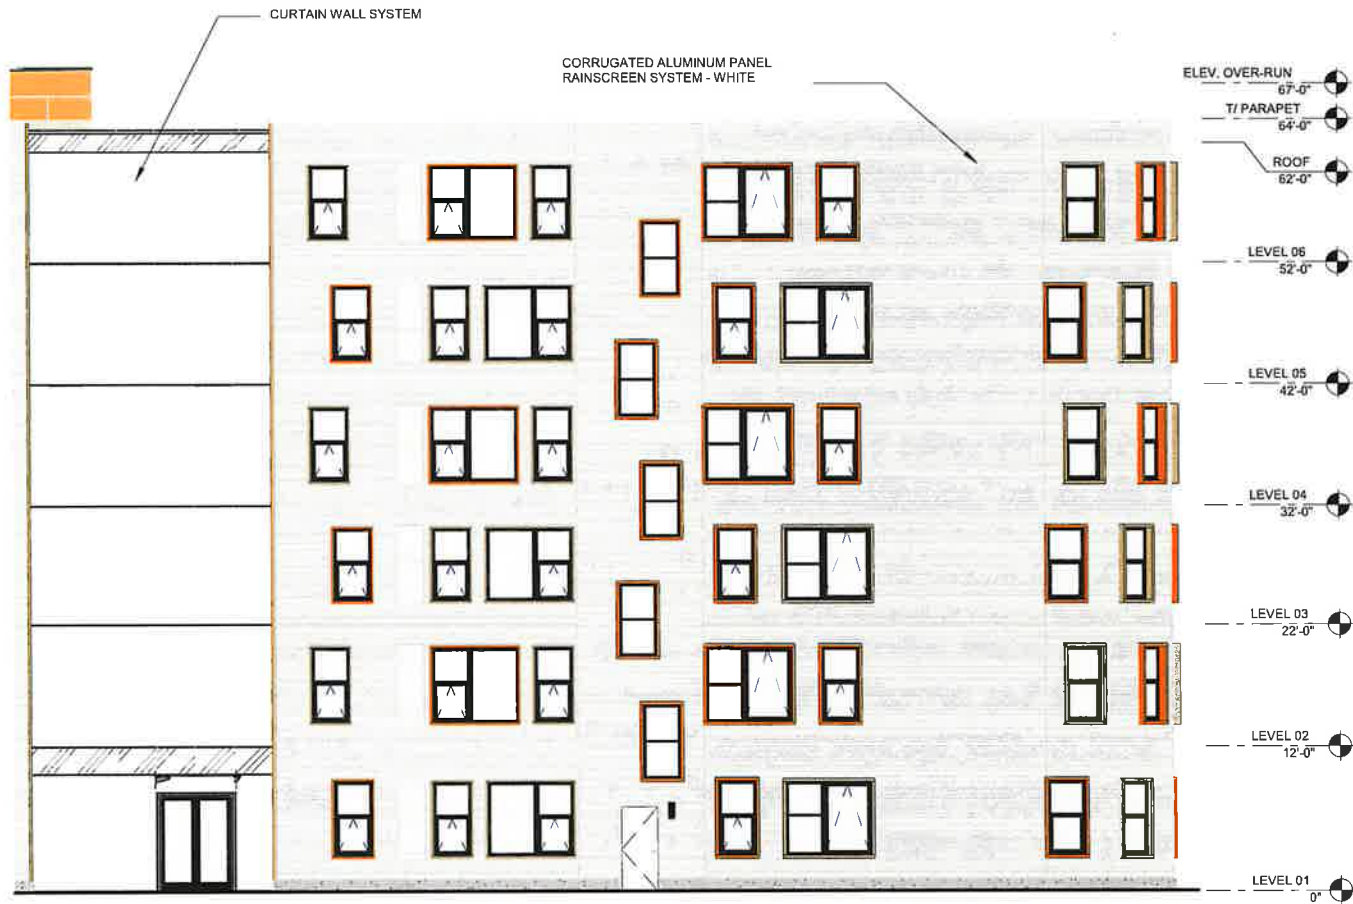 CURTAIN WALL SYSTEM
CORRUGATED ALUMINUM PANEL
RAINSCREEN SYSTEM - WHITE
ELEV. OVER-RUN
67'-0"
T/ PARAPET
64'-0"
ROOF
62'-0"
LEVEL 06
52'-0"
LEVEL 05
42'-0"
LEVEL 04
32'-0"
LEVEL 03
22'-0"
LEVEL 02
12'-0"
LEVEL 01
0"